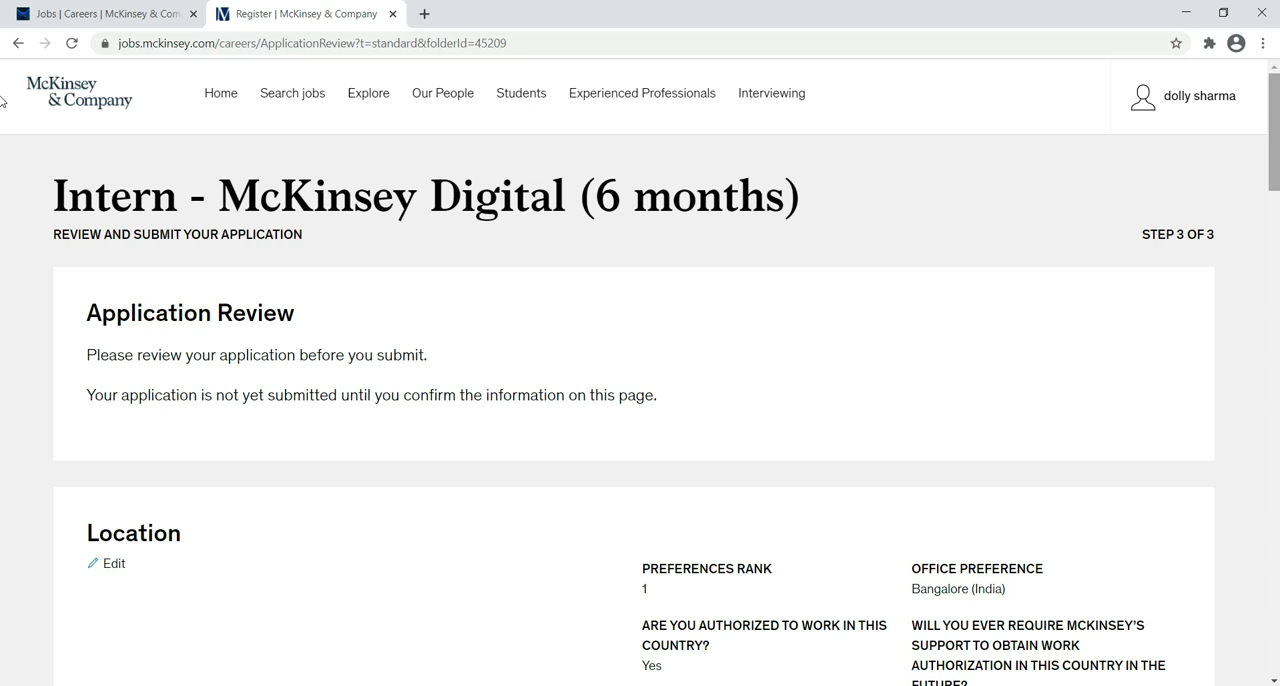 Jobs | Careers | McKinsey & Com
Register | McKinsey & Company
jobs.mckinsey.com/careers/ApplicationReview?t=standard&folderId=45209
McKinsey
& Company
Home
Search jobs
Explore
Our People
Students
Experienced Professionals
Interviewing
dolly sharma
Intern - McKinsey Digital (6 months)
REVIEW AND SUBMIT YOUR APPLICATION
STEP 3 OF 3
Application Review
Please review your application before you submit.
Your application is not yet submitted until you confirm the information on this page.
Location
Edit
PREFERENCES RANK
1
OFFICE PREFERENCE
Bangalore (India)
ARE YOU AUTHORIZED TO WORK IN THIS
COUNTRY?
Yes
WILL YOU EVER REQUIRE MCKINSEY'S
SUPPORT TO OBTAIN WORK
AUTHORIZATION IN THIS COUNTRY IN THE
FUTURE?